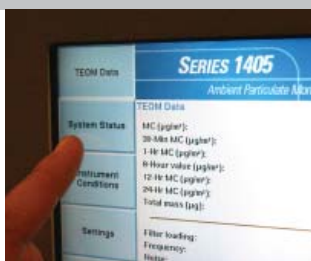 TEOM Data
SERIES 1405
Ambient Particulate Mon
System Status
Instrument
Conditions
Settings
TEOM Data
MC (µg/m³):
30-Min MC (µg/m³):
1-Hr MC (µg/m³):
8-Hour value (µg/m³):
12-Hr MC (µg/m³):
24-Hr MC (µg/m³):
Total mass (µg):
Filter loading:
Frequency:
Noise: